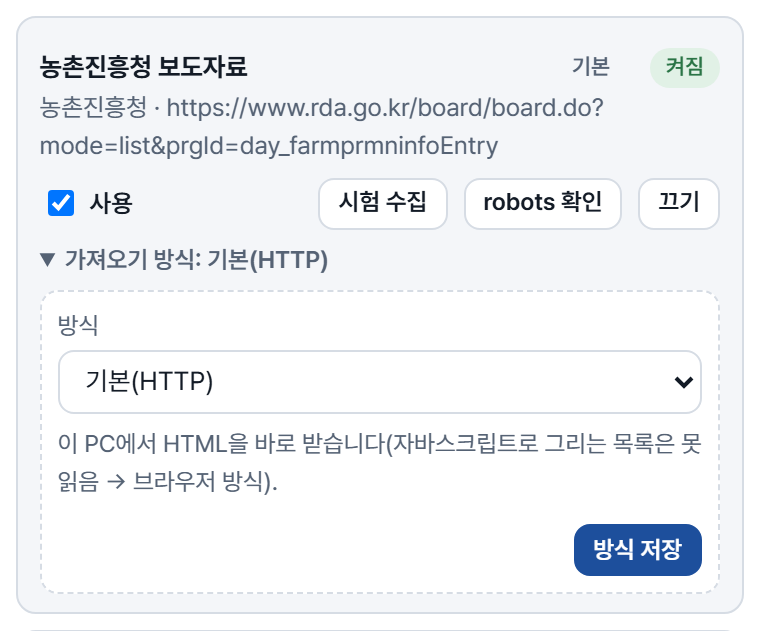 농촌진흥청 보도자료 기본 켜짐
농촌진흥청 · https://www.rda.go.kr/board/board.do?
mode=list&prgId=day_farmprmninfoEntry
사용 시험 수집 robots 확인 끄기
▼ 가져오기 방식: 기본(HTTP)
방식
기본(HTTP)
이 PC에서 HTML을 바로 받습니다(자바스크립트로 그리는 목록은 못
읽음 → 브라우저 방식).
방식 저장